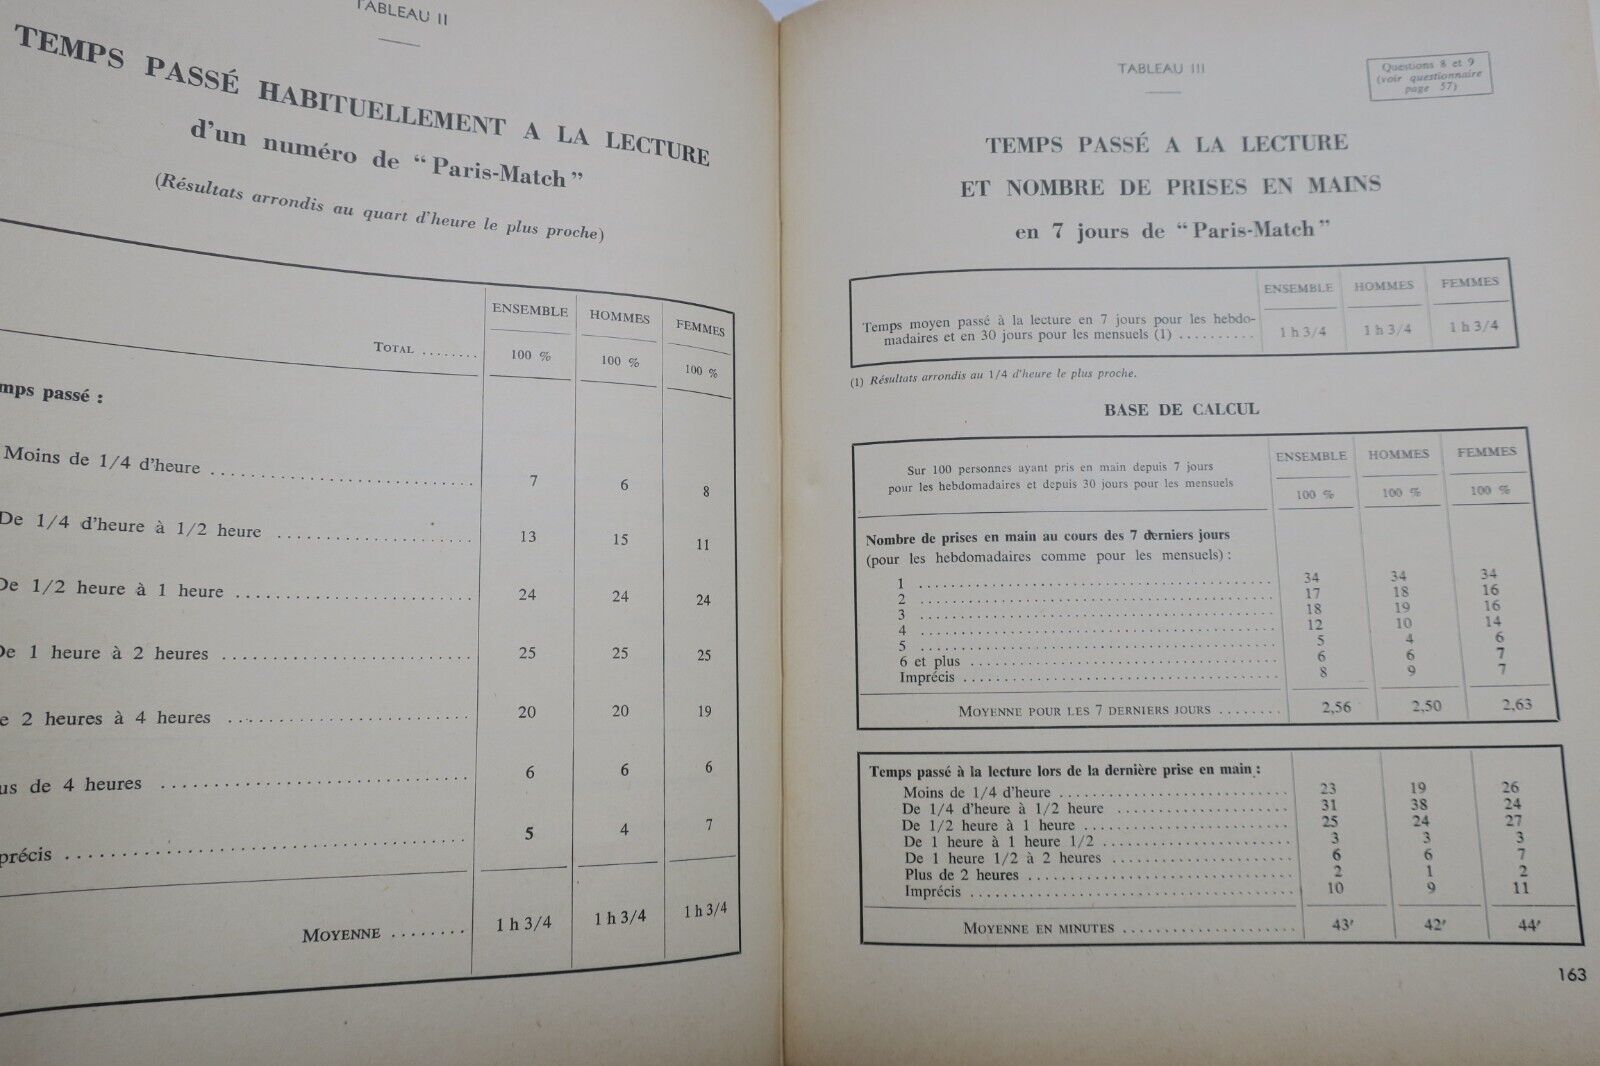 TABLEAU II
TEMPS PASSÉ HABITUELLEMENT A LA LECTURE
d'un numéro de “Paris-Match”
(Résultats arrondis au quart d'heure le plus proche)
ENSEMBLE HOMMES FEMMES
TOTAL ........ 100 % 100 % 100 %
mps passé :
Moins de 1/4 d'heure ........ 7 6 8
De 1/4 d'heure à 1/2 heure ........ 13 15 11
De 1/2 heure à 1 heure ........ 24 24 24
De 1 heure à 2 heures ........ 25 25 25
e 2 heures à 4 heures ........ 20 20 19
us de 4 heures ........ 6 6 6
précis ........ 5 4 7
MOYENNE ........ 1 h 3/4 1 h 3/4 1 h 3/4
TABLEAU III
Questions 8 et 9
(voir questionnaire
page 57)
TEMPS PASSÉ A LA LECTURE
ET NOMBRE DE PRISES EN MAINS
en 7 jours de “Paris-Match”
ENSEMBLE HOMMES FEMMES
Temps moyen passé à la lecture en 7 jours pour les hebdo-
madaires et en 30 jours pour les mensuels (1) .......... 1 h 3/4 1 h 3/4 1 h 3/4
(1) Résultats arrondis au 1/4 d'heure le plus proche.
BASE DE CALCUL
ENSEMBLE HOMMES FEMMES
Sur 100 personnes ayant pris en main depuis 7 jours
pour les hebdomadaires et depuis 30 jours pour les mensuels
100 % 100 % 100 %
Nombre de prises en main au cours des 7 derniers jours
(pour les hebdomadaires comme pour les mensuels) :
1 ........ 34 34 34
2 ........ 17 18 16
3 ........ 18 19 16
4 ........ 12 10 14
5 ........ 5 4 6
6 et plus ........ 6 6 7
Imprécis ........ 8 9 7
MOYENNE POUR LES 7 DERNIERS JOURS ........ 2,56 2,50 2,63
Temps passé à la lecture lors de la dernière prise en main :
Moins de 1/4 d'heure ........ 23 19 26
De 1/4 d'heure à 1/2 heure ........ 31 38 24
De 1/2 heure à 1 heure ........ 25 24 27
De 1 heure à 1 heure 1/2 ........ 3 3 3
De 1 heure 1/2 à 2 heures ........ 6 6 7
Plus de 2 heures ........ 2 1 2
Imprécis ........ 10 9 11
MOYENNE EN MINUTES ........ 43' 42' 44'
163